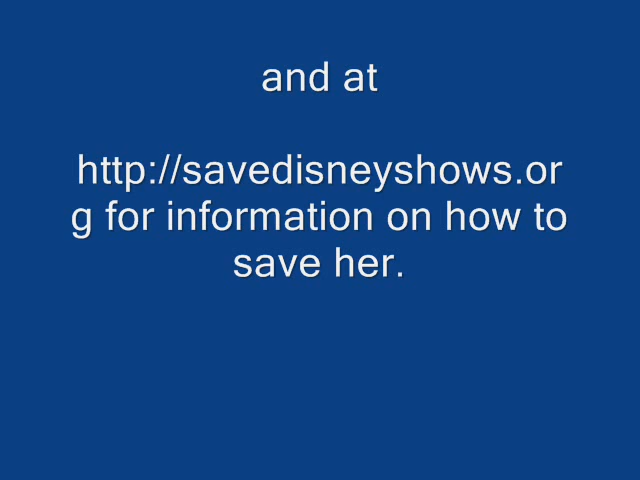 and at
http://savedisneyshows.or
g for information on how to
save her.